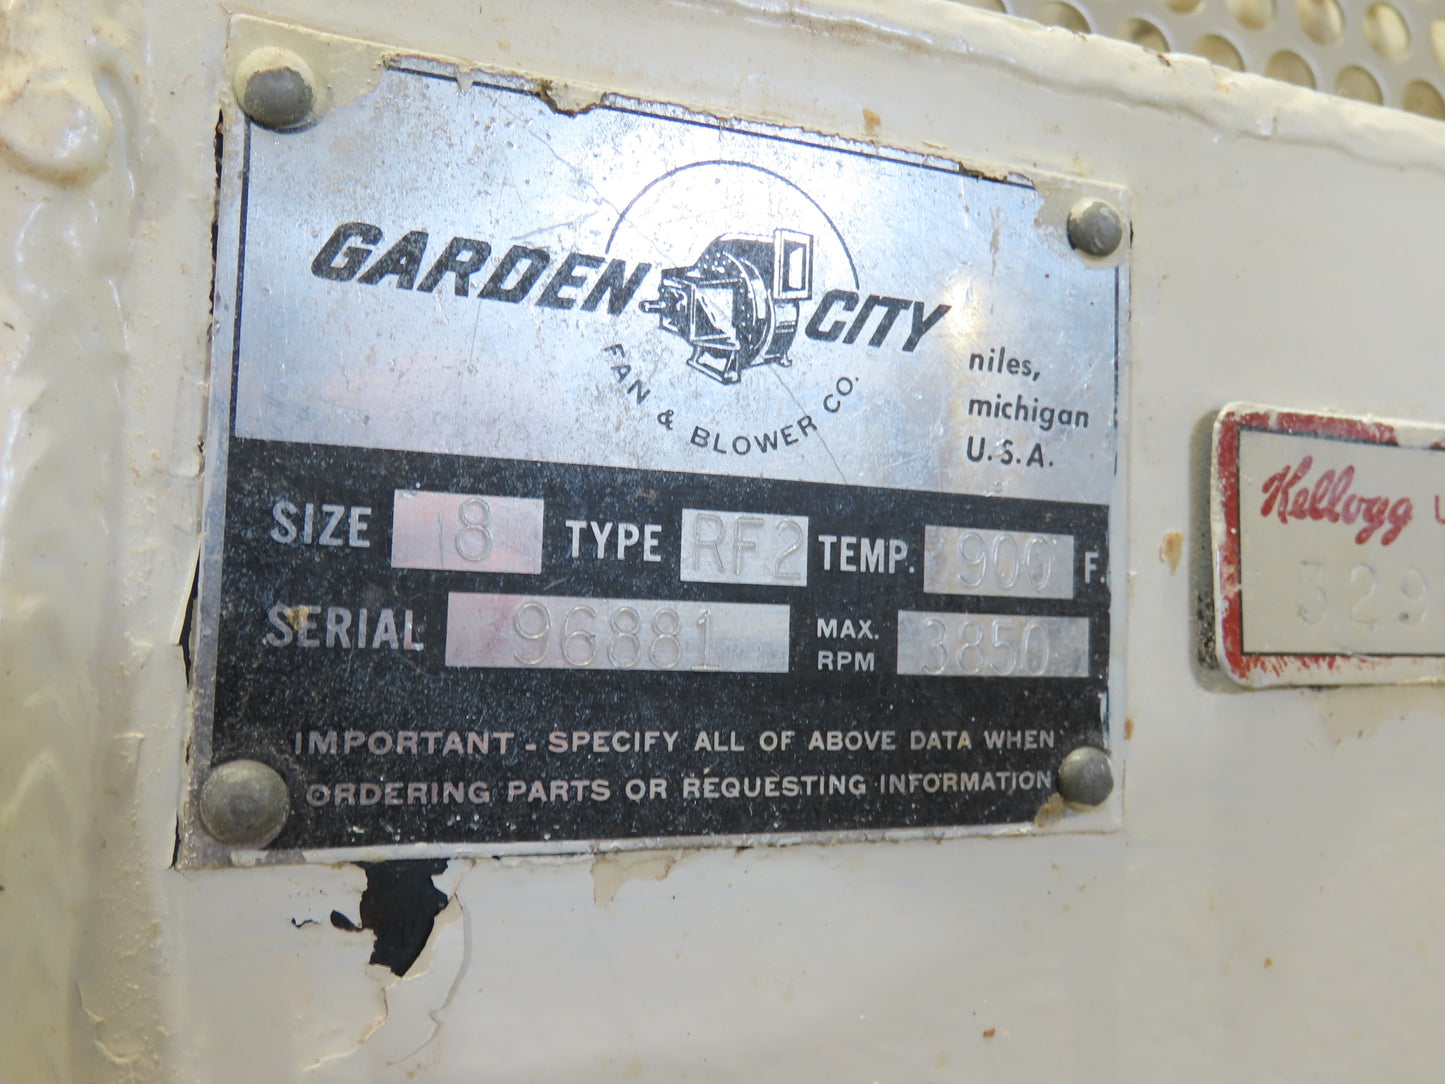 GARDEN CITY
FAN & BLOWER CO.
niles,
michigan
U.S.A.
SIZE 8 TYPE RF2 TEMP. 900 F.
SERIAL 96881 MAX. RPM 3850
IMPORTANT - SPECIFY ALL OF ABOVE DATA WHEN
ORDERING PARTS OR REQUESTING INFORMATION
Kellogg
329